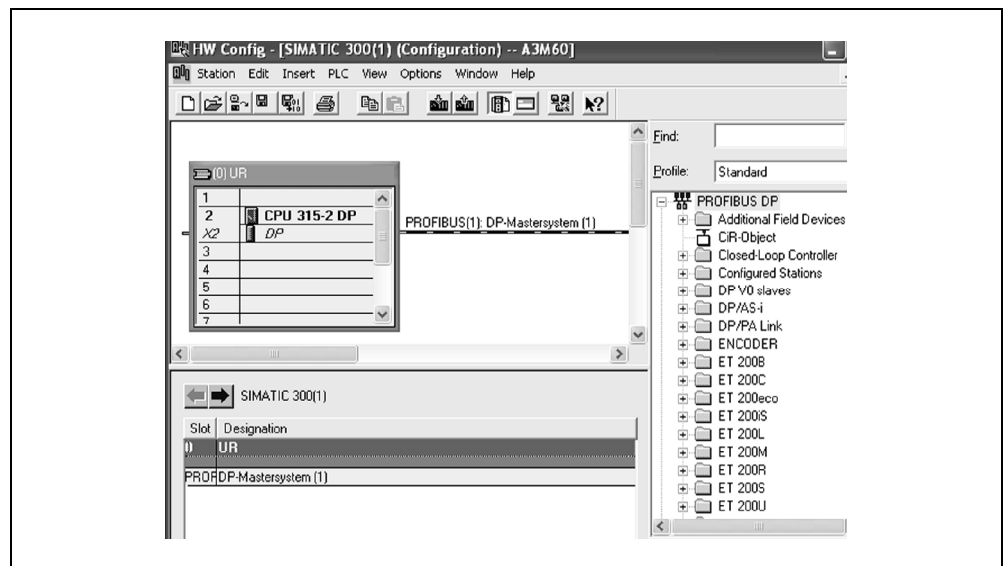 HW Config - [SIMATIC 300(1) (Configuration) -- A3M60]
Station Edit Insert PLC View Options Window Help
(0) UR
1
2 CPU 315-2 DP
X2 DP
3
4
5
6
7
PROFIBUS(1): DP-Mastersystem (1)
Find:
Profile: Standard
PROFIBUS DP
Additional Field Devices
CiR-Object
Closed-Loop Controller
Configured Stations
DP V0 slaves
DP/AS-i
DP/PA Link
ENCODER
ET 200B
ET 200C
ET 200eco
ET 200iS
ET 200L
ET 200M
ET 200R
ET 200S
ET 200U
SIMATIC 300(1)
Slot Designation
UR
PROF DP-Mastersystem (1)